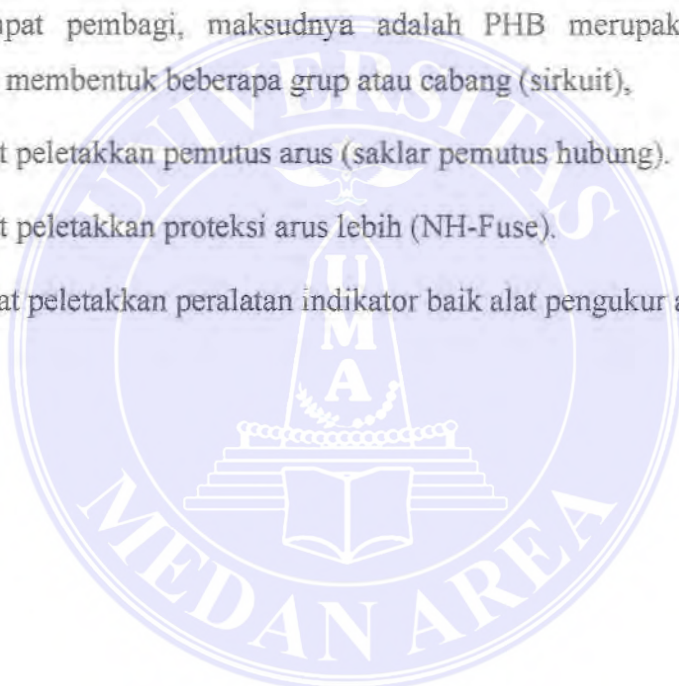 pat pembagi, maksudnya adalah PHB merupak
membentuk beberapa grup atau cabang (sirkuit),
t peletakkan pemutus arus (saklar pemutus hubung).
t peletakkan proteksi arus lebih (NH-Fuse).
at peletakkan peralatan indikator baik alat pengukur a
UNIVERSITAS
U
M
A
MEDAN AREA